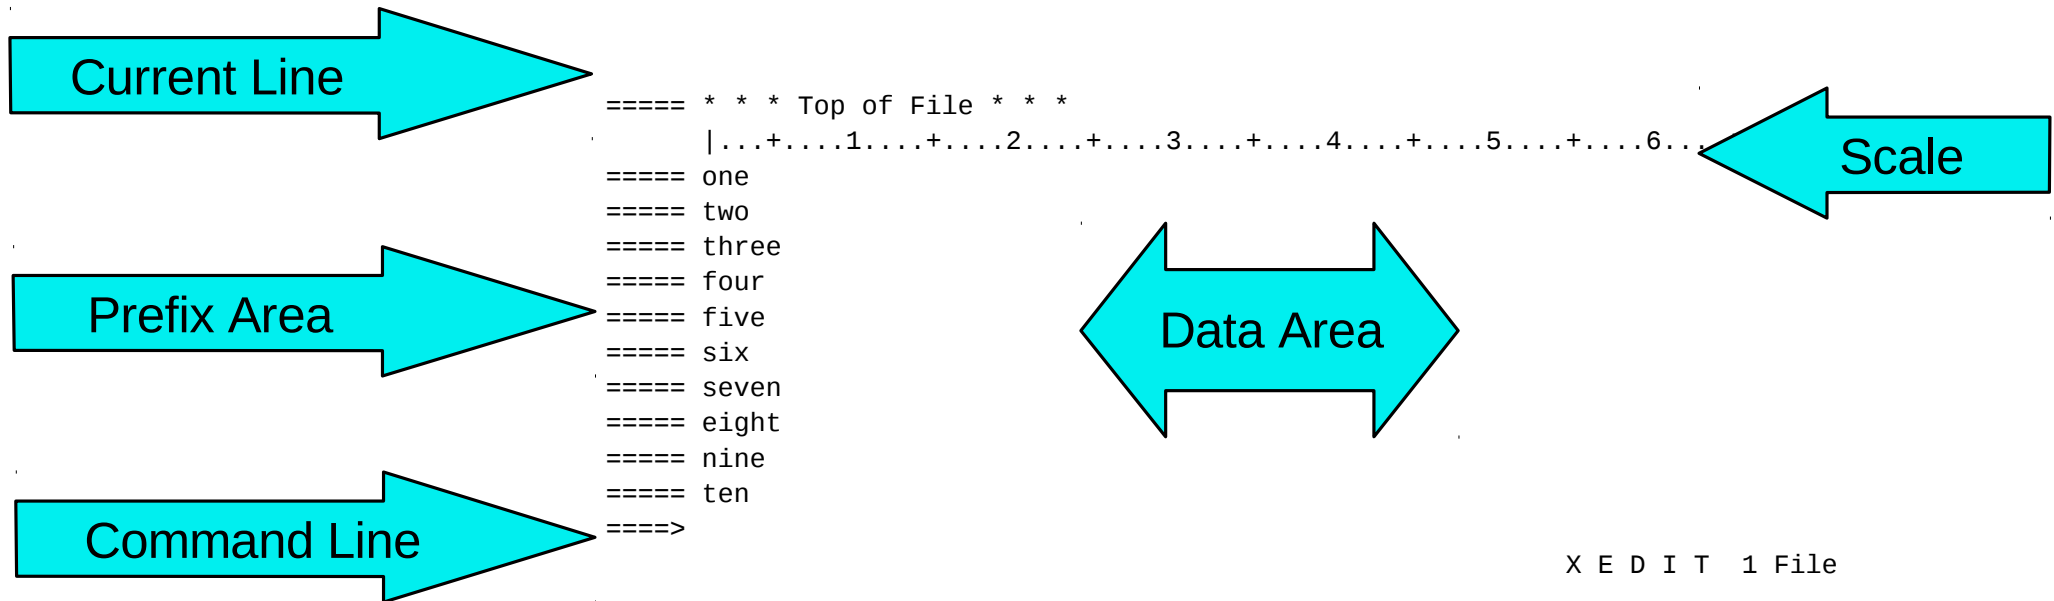 Current Line
===== * * * Top of File * * *
|...+....1....+....2....+....3....+....4....+....5....+....6...
Scale
===== one
===== two
===== three
===== four
Prefix Area
===== five
Data Area
===== six
===== seven
===== eight
===== nine
===== ten
Command Line
====>
X E D I T  1 File